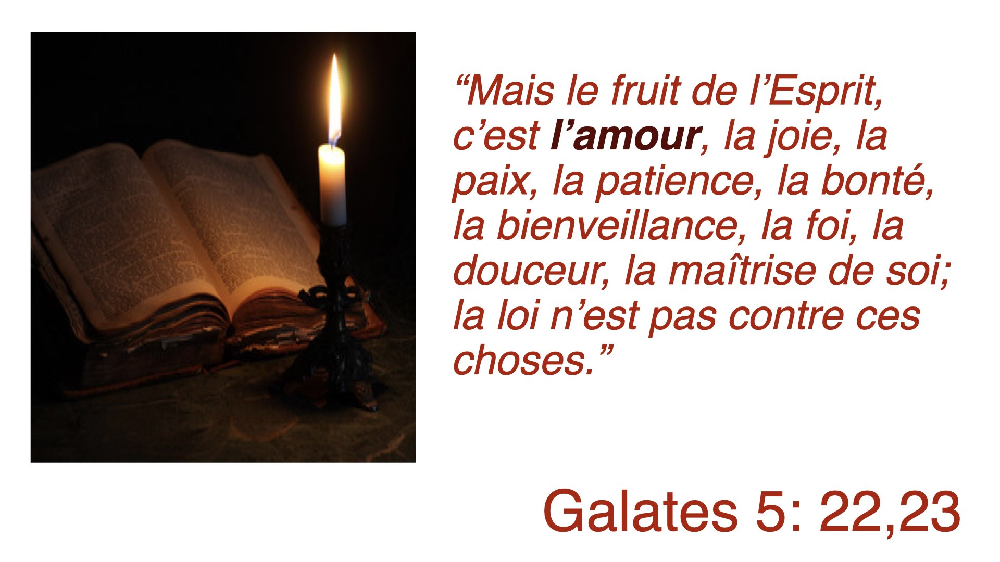 “Mais le fruit de l’Esprit,
c’est l’amour, la joie, la
paix, la patience, la bonté,
la bienveillance, la foi, la
douceur, la maîtrise de soi;
la loi n’est pas contre ces
choses.”
Galates 5: 22,23